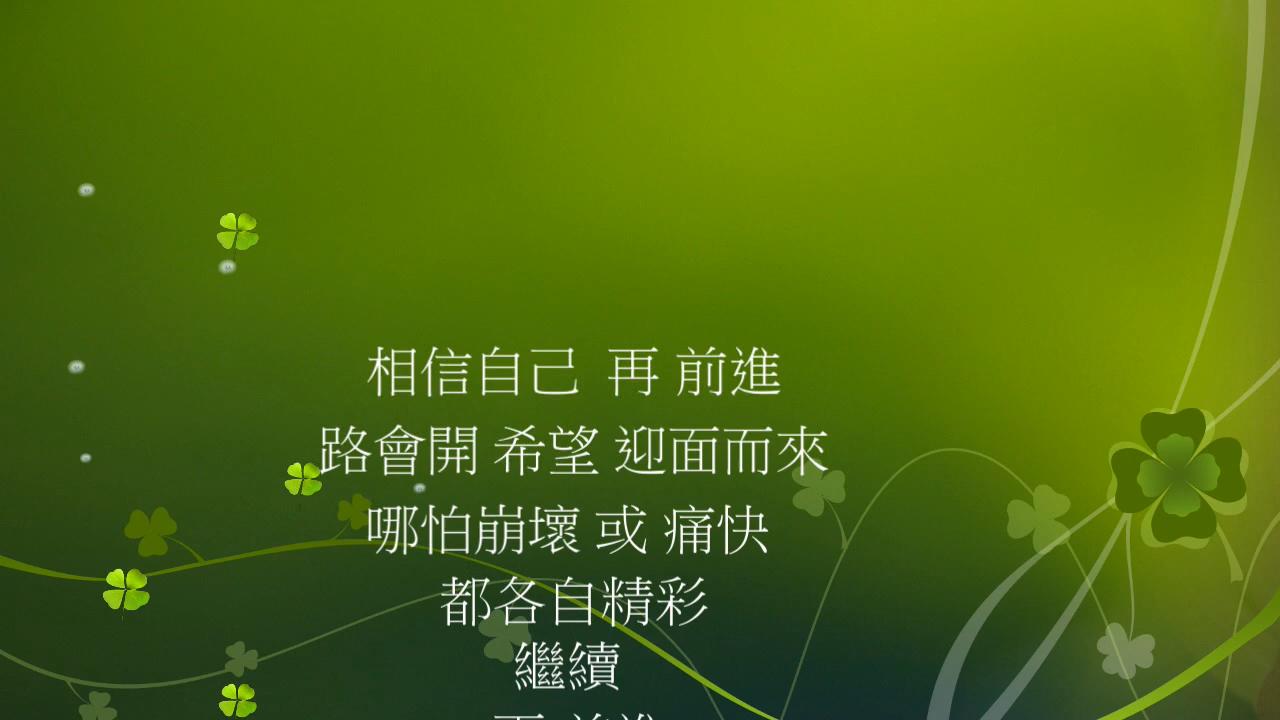 相信自己 再 前進
路會開 希望 迎面而來
哪怕崩壞 或 痛快
都各自精彩
繼續